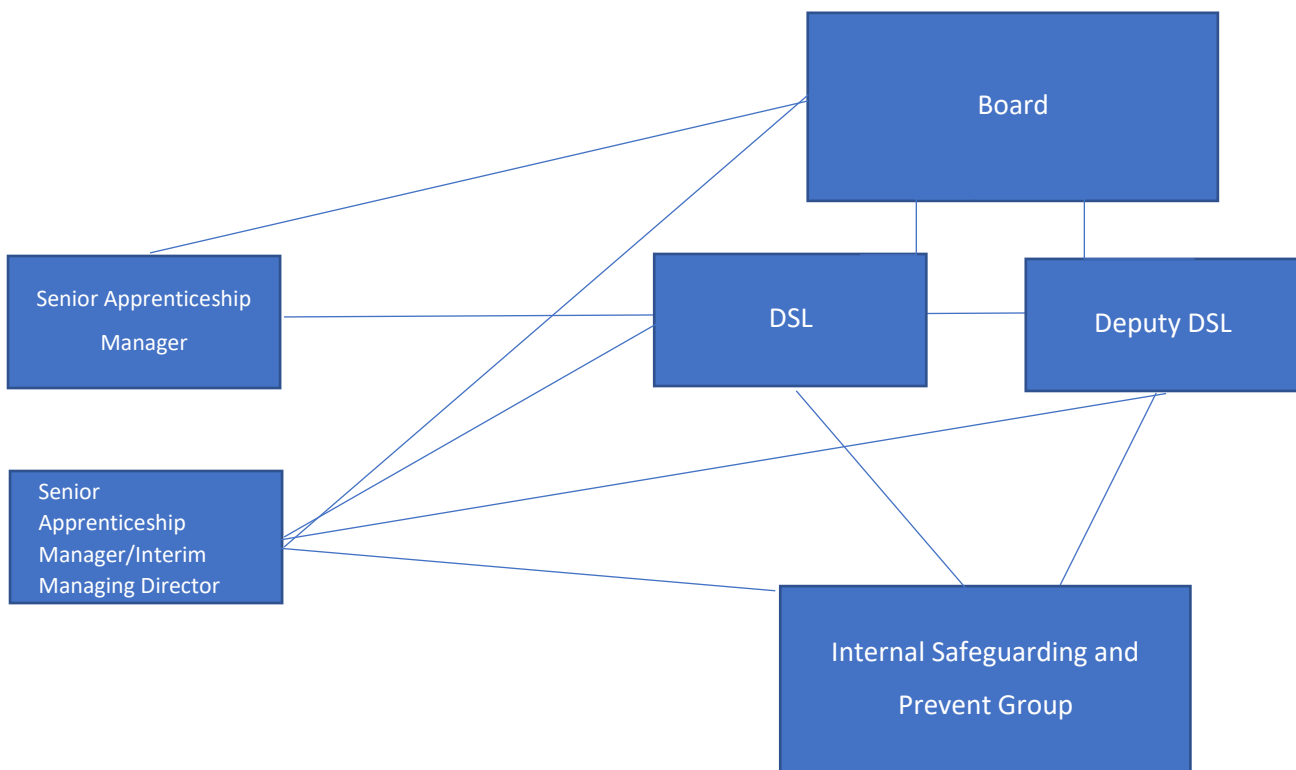 Board
Senior Apprenticeship
Manager
DSL
Deputy DSL
Senior
Apprenticeship
Manager/Interim
Managing Director
Internal Safeguarding and
Prevent Group